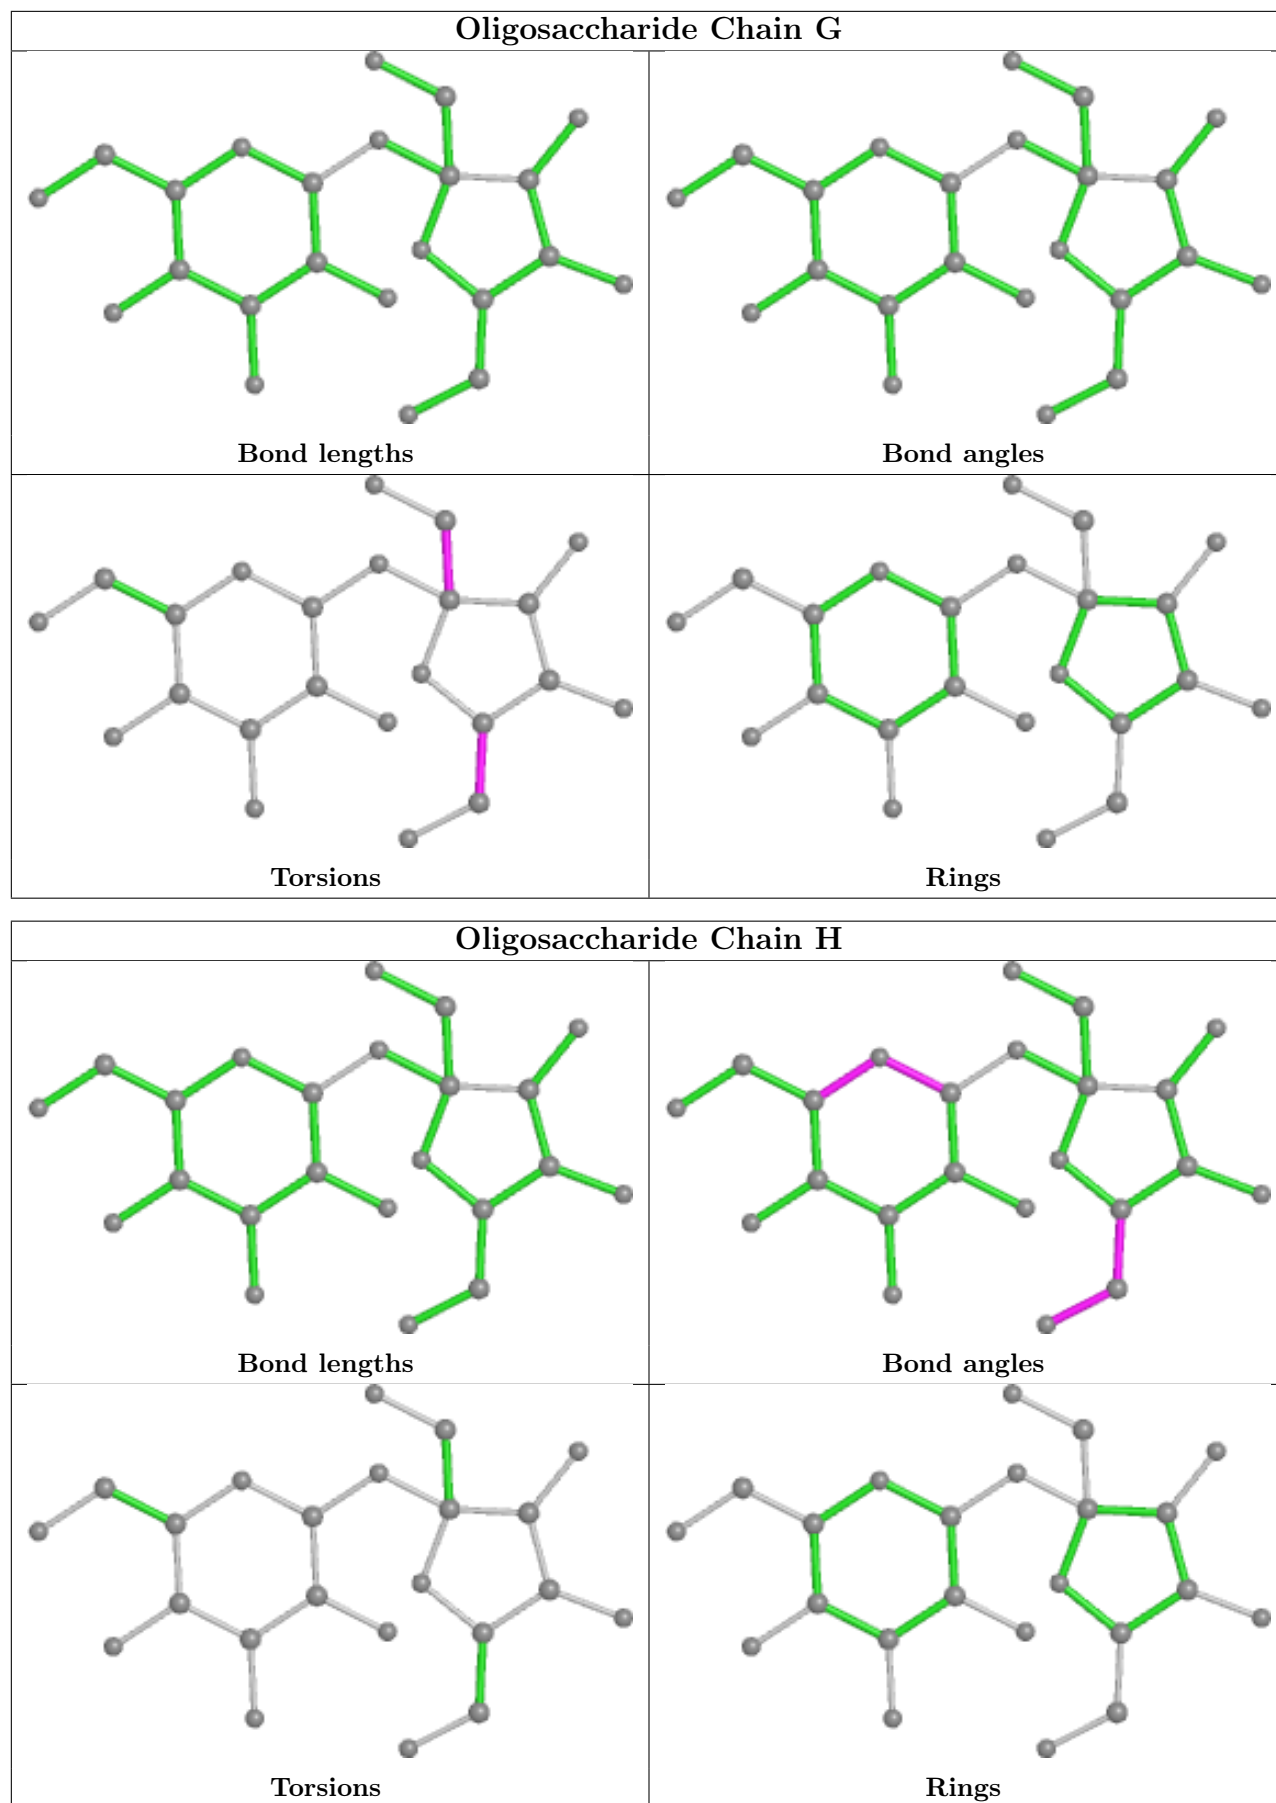 Oligosaccharide Chain G
Bond lengths
Bond angles
Torsions
Rings
Oligosaccharide Chain H
Bond lengths
Bond angles
Torsions
Rings